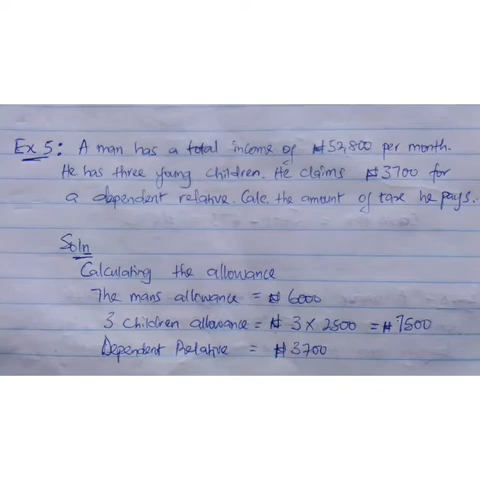 Ex 5: A man has a total income of ₦52,800 per month.
He has three young children. He claims ₦3700 for
a dependent relative. Calc. the amount of tax he pays.
Soln
Calculating the allowance
The mans allowance = ₦6000
3 children allowance = ₦ 3 × 2500 = ₦7500
Dependent Relative = ₦3700